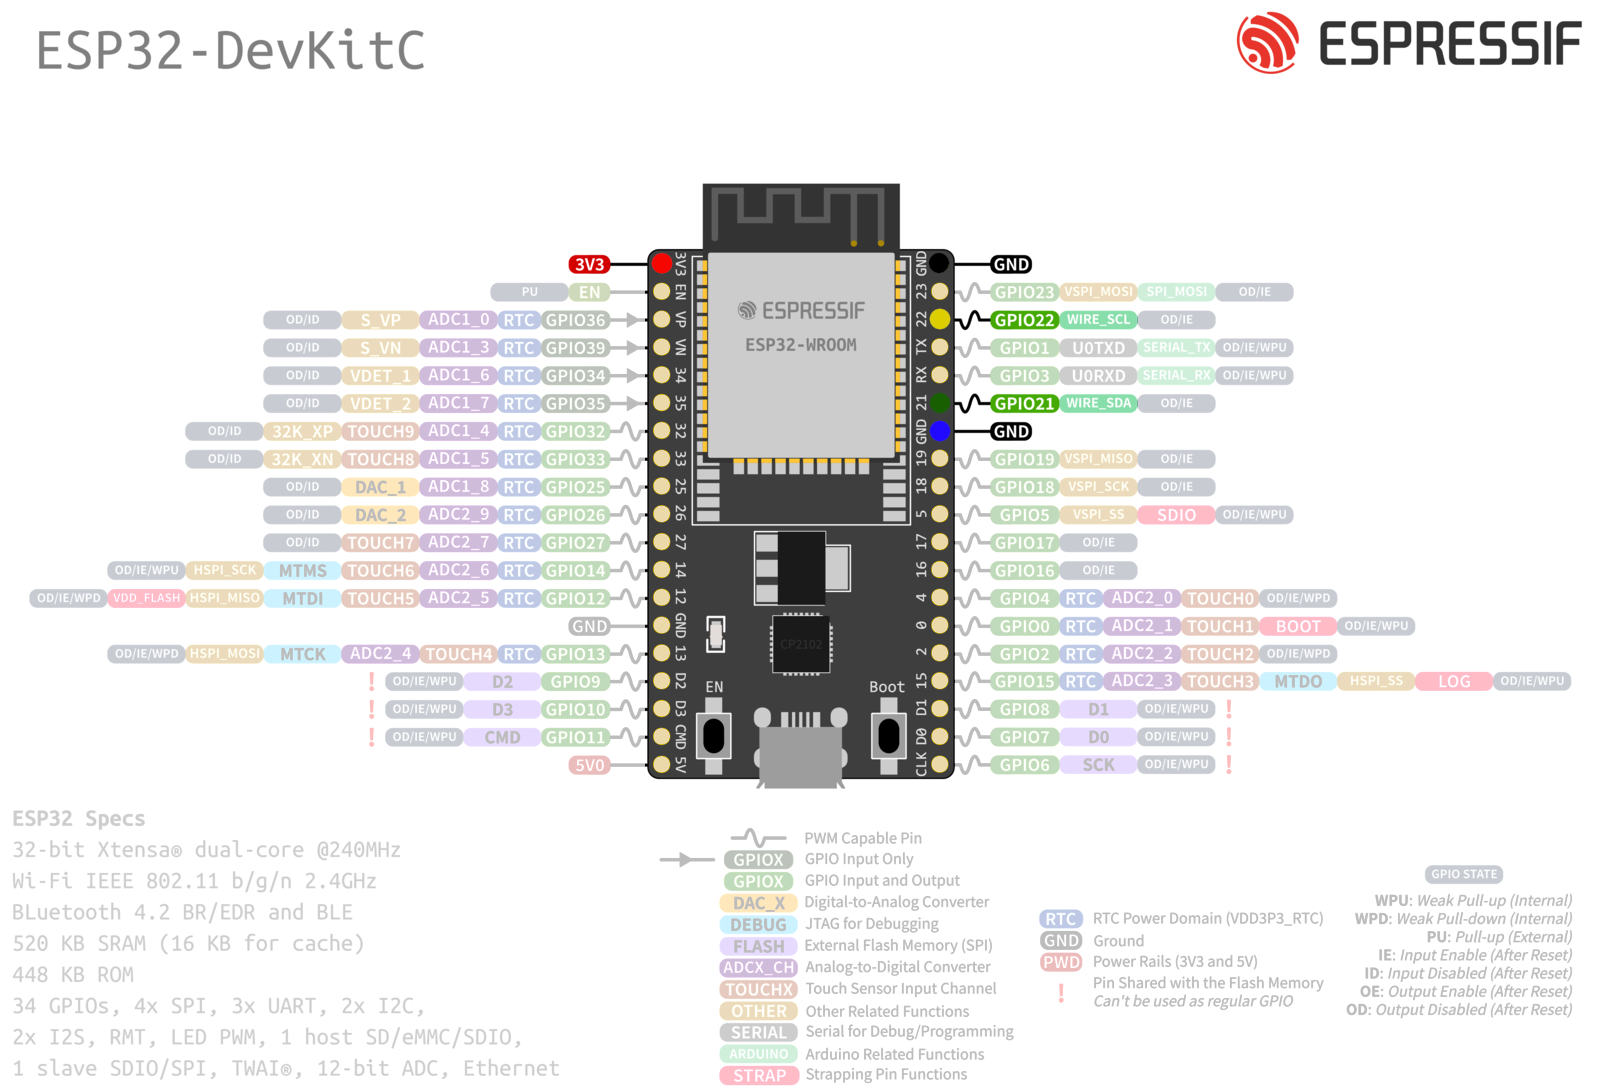 ESP32-DevKitC
ESPRESSIF
3V3 3V3 GND GND
PU EN EN 23 GPIO23 VSPI_MOSI SPI_MOSI OD/IE
OD/ID S_VP ADC1_0 RTC GPIO36 VP 22 GPIO22 WIRE_SCL OD/IE
OD/ID S_VN ADC1_3 RTC GPIO39 VN TX GPIO1 U0TXD SERIAL_TX OD/IE/WPU
OD/ID VDET_1 ADC1_6 RTC GPIO34 34 RX GPIO3 U0RXD SERIAL_RX OD/IE/WPU
OD/ID VDET_2 ADC1_7 RTC GPIO35 35 21 GPIO21 WIRE_SDA OD/IE
OD/ID 32K_XP TOUCH9 ADC1_4 RTC GPIO32 32 GND GND
OD/ID 32K_XN TOUCH8 ADC1_5 RTC GPIO33 33 19 GPIO19 VSPI_MISO OD/IE
OD/ID DAC_1 ADC1_8 RTC GPIO25 25 18 GPIO18 VSPI_SCK OD/IE
OD/ID DAC_2 ADC2_9 RTC GPIO26 26 5 GPIO5 VSPI_SS SDIO OD/IE/WPU
OD/ID TOUCH7 ADC2_7 RTC GPIO27 27 17 GPIO17 OD/IE
OD/IE/WPU HSPI_SCK MTMS TOUCH6 ADC2_6 RTC GPIO14 14 16 GPIO16 OD/IE
OD/IE/WPD VDD_FLASH HSPI_MISO MTDI TOUCH5 ADC2_5 RTC GPIO12 12 4 GPIO4 RTC ADC2_0 TOUCH0 OD/IE/WPD
GND GND 0 GPIO0 RTC ADC2_1 TOUCH1 BOOT OD/IE/WPU
OD/IE/WPD HSPI_MOSI MTCK ADC2_4 TOUCH4 RTC GPIO13 13 2 GPIO2 RTC ADC2_2 TOUCH2 OD/IE/WPD
! OD/IE/WPU D2 GPIO9 D2 15 GPIO15 RTC ADC2_3 TOUCH3 MTDO HSPI_SS LOG OD/IE/WPU
! OD/IE/WPU D3 GPIO10 D3 D1 GPIO8 D1 OD/IE/WPU !
! OD/IE/WPU CMD GPIO11 CMD D0 GPIO7 D0 OD/IE/WPU !
5V0 5V CLK GPIO6 SCK OD/IE/WPU !
ESPRESSIF
ESP32-WROOM
CP2102
EN Boot
ESP32 Specs
32-bit Xtensa® dual-core @240MHz
Wi-Fi IEEE 802.11 b/g/n 2.4GHz
BLuetooth 4.2 BR/EDR and BLE
520 KB SRAM (16 KB for cache)
448 KB ROM
34 GPIOs, 4x SPI, 3x UART, 2x I2C,
2x I2S, RMT, LED PWM, 1 host SD/eMMC/SDIO,
1 slave SDIO/SPI, TWAI®, 12-bit ADC, Ethernet
PWM Capable Pin
GPIOX GPIO Input Only
GPIOX GPIO Input and Output
DAC_X Digital-to-Analog Converter
DEBUG JTAG for Debugging
FLASH External Flash Memory (SPI)
ADCX_CH Analog-to-Digital Converter
TOUCHX Touch Sensor Input Channel
OTHER Other Related Functions
SERIAL Serial for Debug/Programming
ARDUINO Arduino Related Functions
STRAP Strapping Pin Functions
RTC RTC Power Domain (VDD3P3_RTC)
GND Ground
PWD Power Rails (3V3 and 5V)
! Pin Shared with the Flash Memory
Can't be used as regular GPIO
GPIO STATE
WPU: Weak Pull-up (Internal)
WPD: Weak Pull-down (Internal)
PU: Pull-up (External)
IE: Input Enable (After Reset)
ID: Input Disabled (After Reset)
OE: Output Enable (After Reset)
OD: Output Disabled (After Reset)